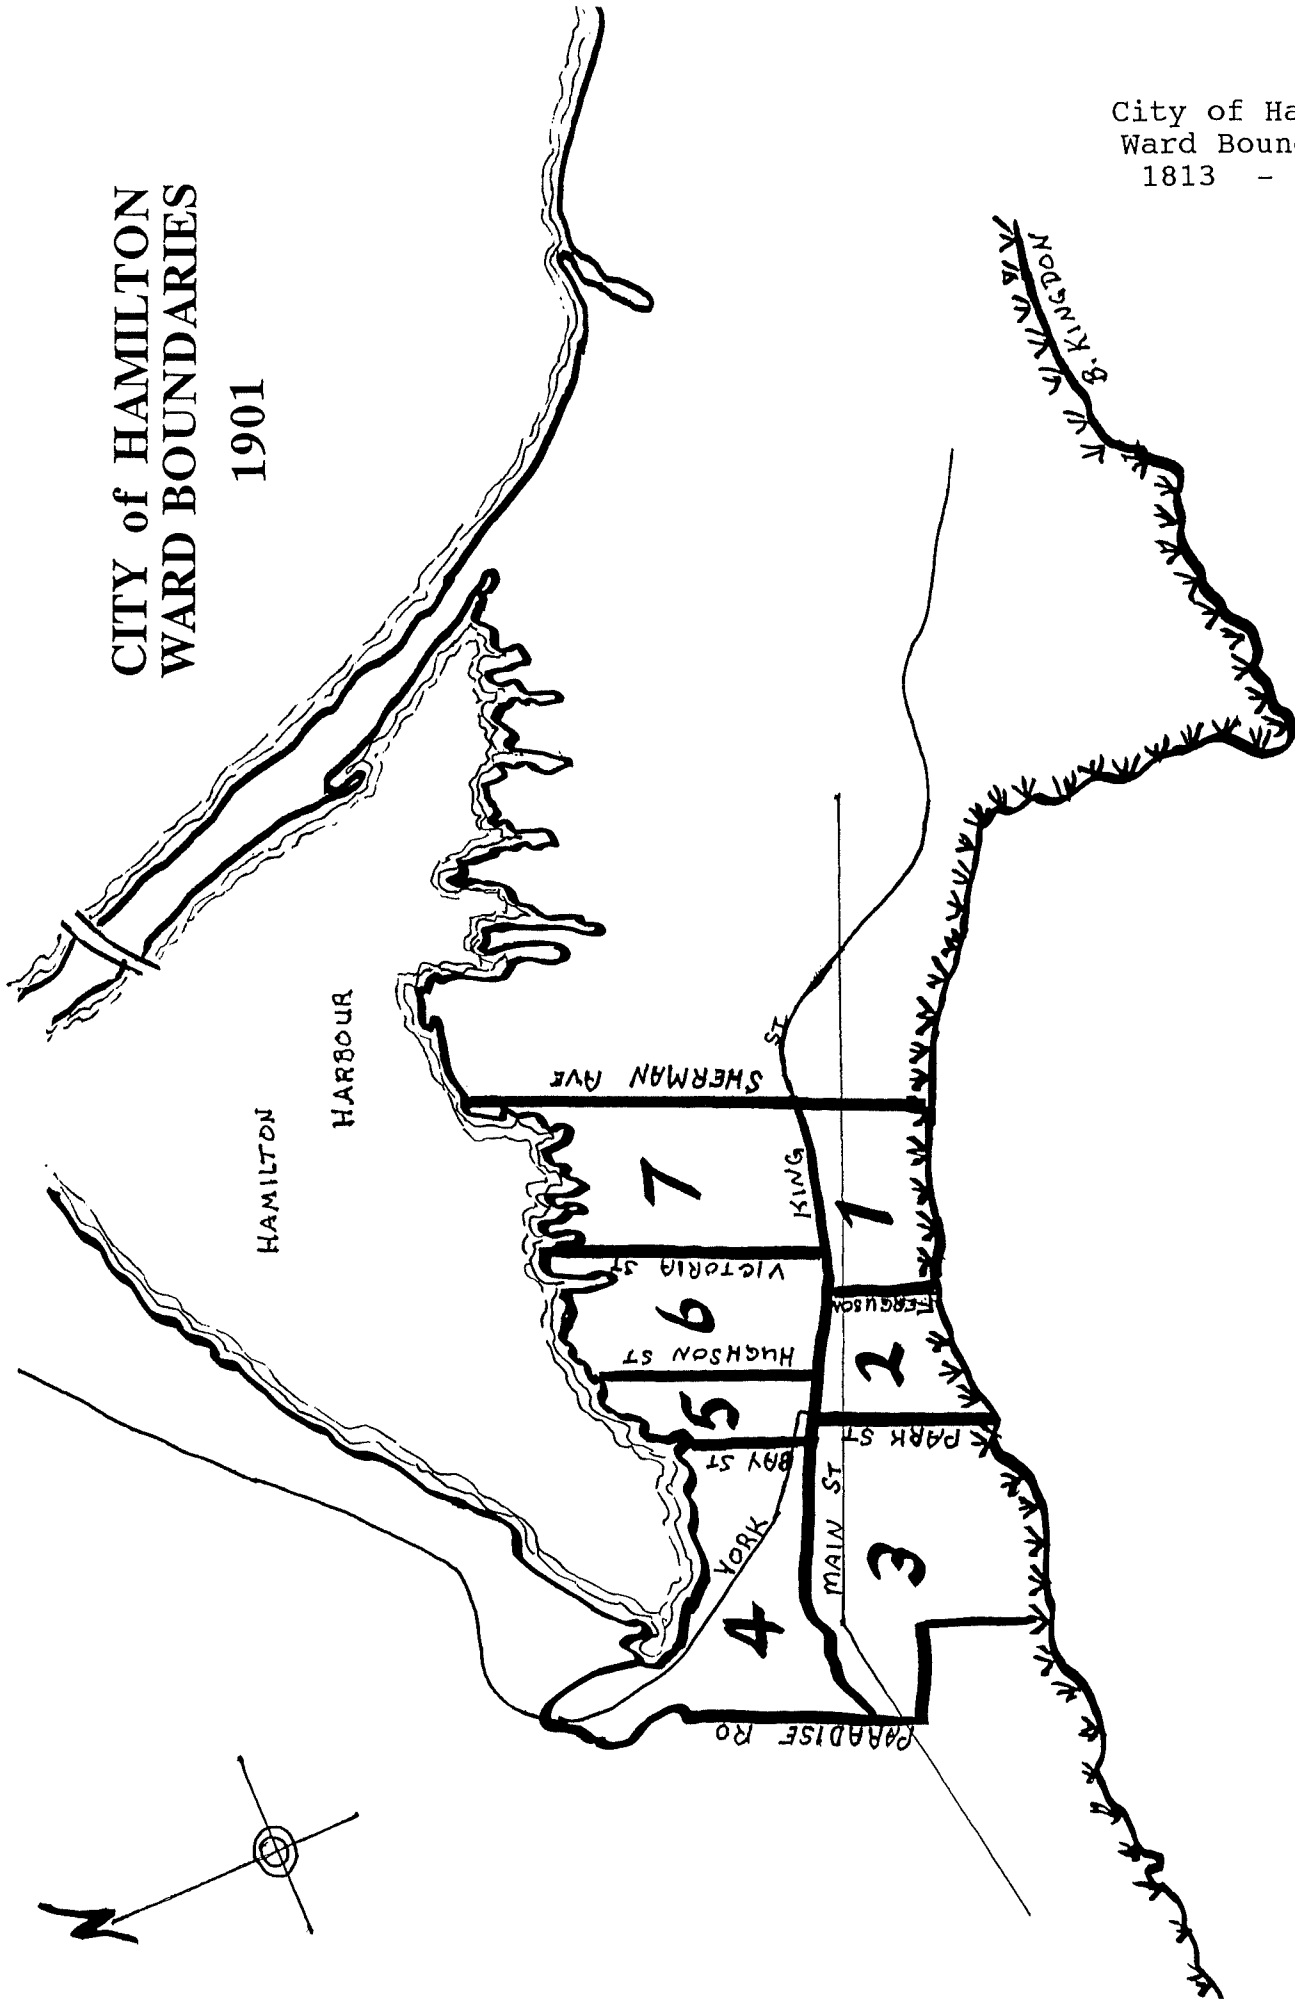 CITY of HAMILTON
WARD BOUNDARIES
1901
City of Ha
Ward Boun
1813 -
N
HAMILTON
HARBOUR
B. KINGDON
SHERMAN AVE
KING ST
VICTORIA ST
HUGHSON ST
BAY ST
YORK
MAIN ST
PARK ST
FERGUSON
PARADISE RD
7
1
6
2
5
4
3